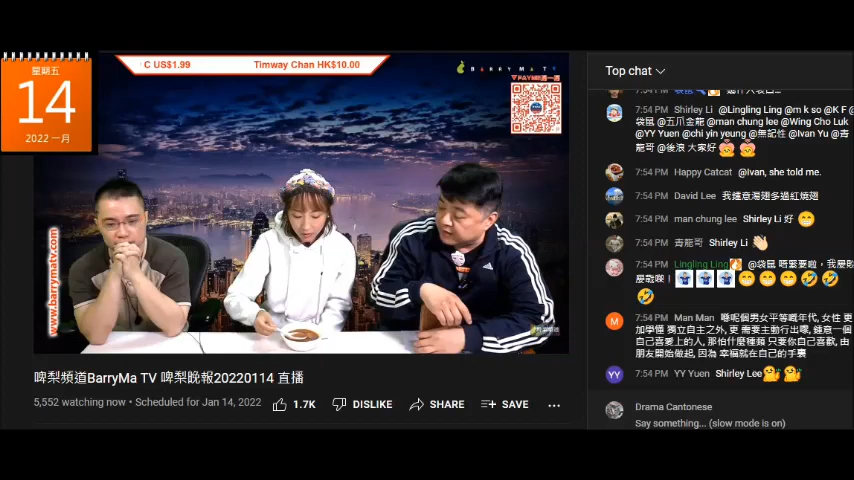 星期五
14
2022 一月
C US$1.99
Timway Chan HK$10.00
BARRYMA TV
www.barrymatv.com
啤梨頻道BarryMa TV 啤梨晚報20220114 直播
5,552 watching now • Scheduled for Jan 14, 2022
1.7K
DISLIKE
SHARE
SAVE
Top chat
7:54 PM Shirley Li @Lingling Ling @m k so @K F @
袋鼠 @五爪金龍 @man chung lee @Wing Cho Luk
@YY Yuen @chi yin yeung @無記性 @Ivan Yu @青
龍哥 @後浪 大家好
7:54 PM Happy Catcat @Ivan, she told me.
7:54 PM David Lee 我鍾意湯翅多過紅燒翅
7:54 PM man chung lee Shirley Li 好
7:54 PM 青龍哥 Shirley Li
7:54 PM Lingling Ling @袋鼠 唔緊要啦，我
7:54 PM Man Man 喺呢個男女平等嘅年代, 女性 更
加學懂 獨立自主之外, 更 需要主動行出嚟, 鍾意一個
自己喜愛上的人, 那怕什麼種類 只要你自己喜歡, 由
朋友開始做起, 因為 幸福就在自己的手裏
7:54 PM YY Yuen Shirley Lee
Drama Cantonese
Say something... (slow mode is on)